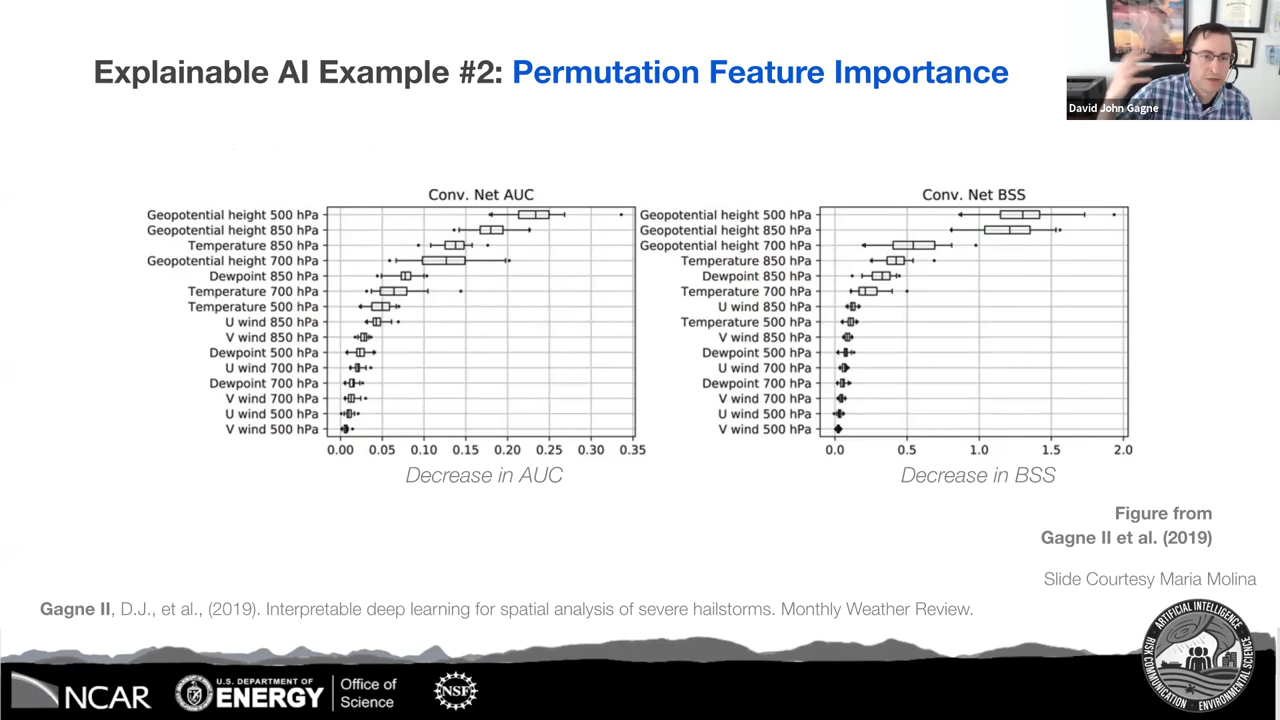 Explainable AI Example #2: Permutation Feature Importance
David John Gagne
Conv. Net AUC
Geopotential height 500 hPa
Geopotential height 850 hPa
Temperature 850 hPa
Geopotential height 700 hPa
Dewpoint 850 hPa
Temperature 700 hPa
Temperature 500 hPa
U wind 850 hPa
V wind 850 hPa
Dewpoint 500 hPa
U wind 700 hPa
Dewpoint 700 hPa
V wind 700 hPa
U wind 500 hPa
V wind 500 hPa
0.00 0.05 0.10 0.15 0.20 0.25 0.30 0.35
Decrease in AUC
Conv. Net BSS
Geopotential height 500 hPa
Geopotential height 850 hPa
Geopotential height 700 hPa
Temperature 850 hPa
Dewpoint 850 hPa
Temperature 700 hPa
U wind 850 hPa
Temperature 500 hPa
V wind 850 hPa
Dewpoint 500 hPa
U wind 700 hPa
Dewpoint 700 hPa
V wind 700 hPa
U wind 500 hPa
V wind 500 hPa
0.0 0.5 1.0 1.5 2.0
Decrease in BSS
Figure from
Gagne II et al. (2019)
Slide Courtesy Maria Molina
Gagne II, D.J., et al., (2019). Interpretable deep learning for spatial analysis of severe hailstorms. Monthly Weather Review.
NCAR
U.S. DEPARTMENT OF
ENERGY
Office of
Science
NSF
ARTIFICIAL INTELLIGENCE
RISK COMMUNICATION
ENVIRONMENTAL SCIENCE